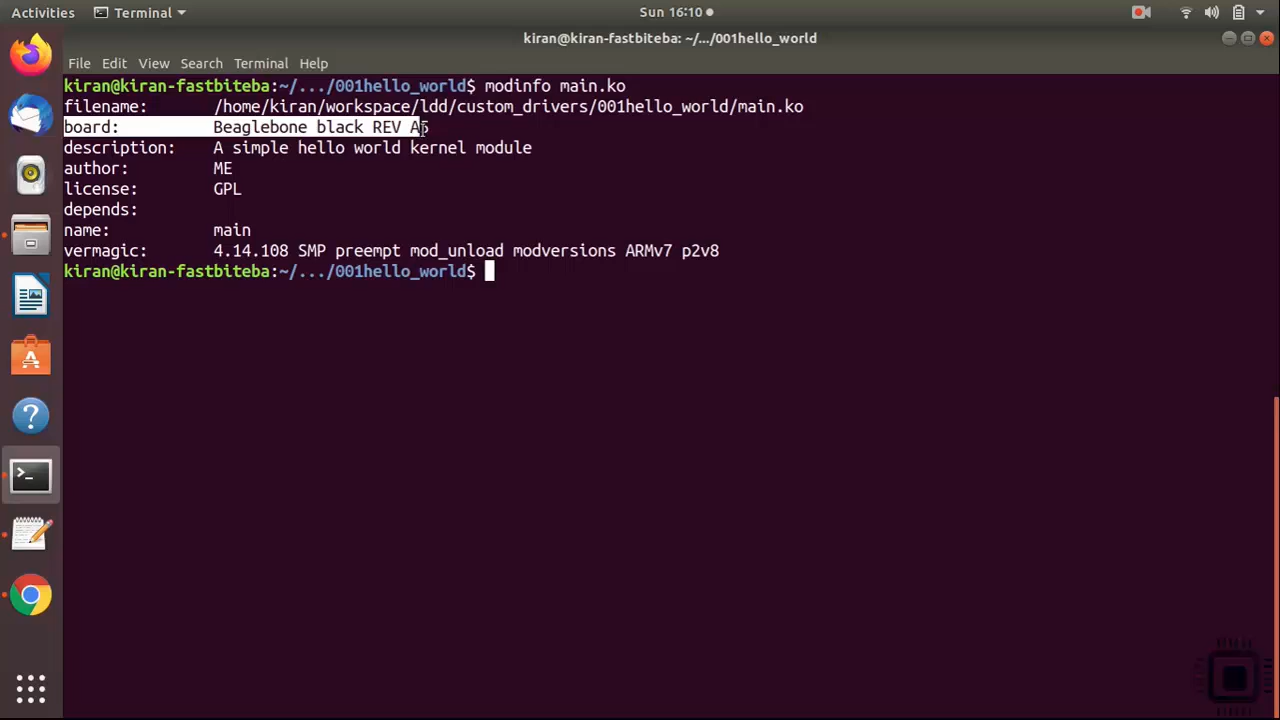 Activities Terminal Sun 16:10
kiran@kiran-fastbiteba: ~/.../001hello_world
File Edit View Search Terminal Help
kiran@kiran-fastbiteba:~/.../001hello_world$ modinfo main.ko
filename: /home/kiran/workspace/ldd/custom_drivers/001hello_world/main.ko
board: Beaglebone black REV A5
description: A simple hello world kernel module
author: ME
license: GPL
depends:
name: main
vermagic: 4.14.108 SMP preempt mod_unload modversions ARMv7 p2v8
kiran@kiran-fastbiteba:~/.../001hello_world$